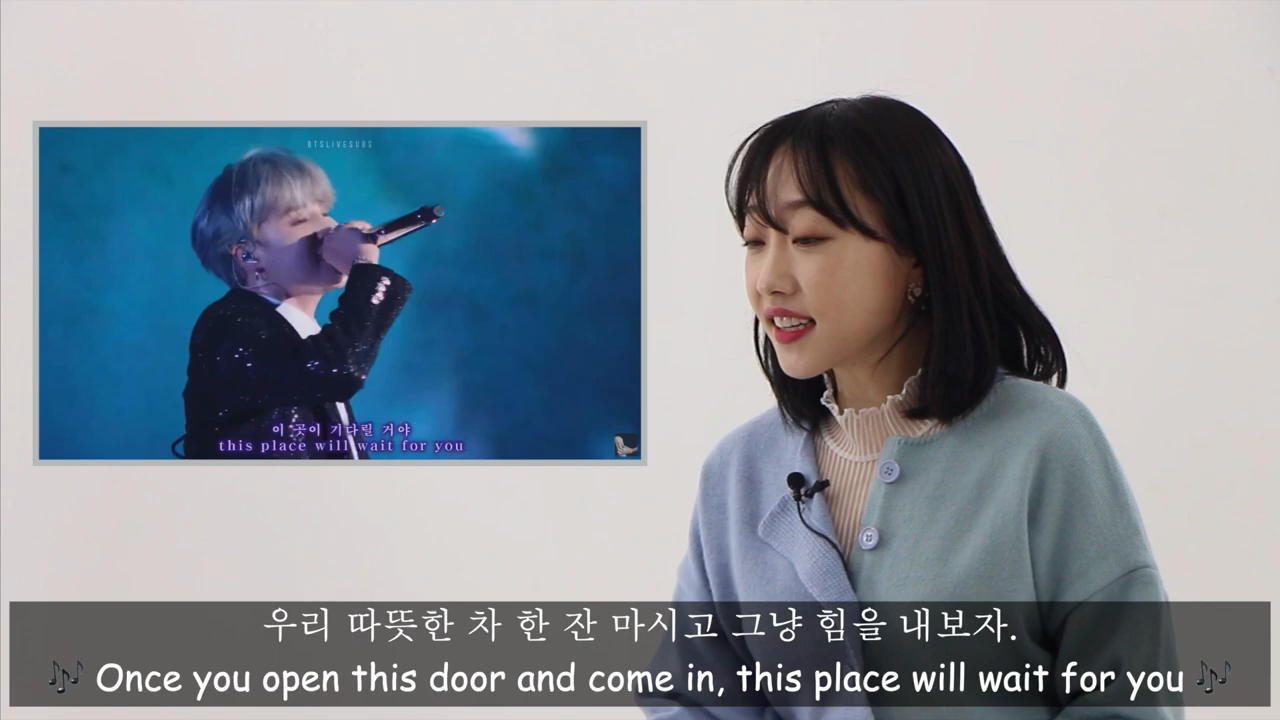 BTSLIVESUBS
이 곳이 기다릴 거야
this place will wait for you
우리 따뜻한 차 한 잔 마시고 그냥 힘을 내보자.
🎶 Once you open this door and come in, this place will wait for you 🎶